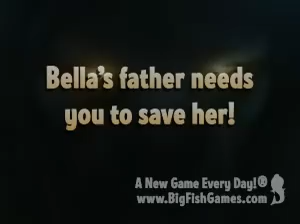 Bella's father needs
you to save her!
A New Game Every Day!®
www.BigFishGames.com